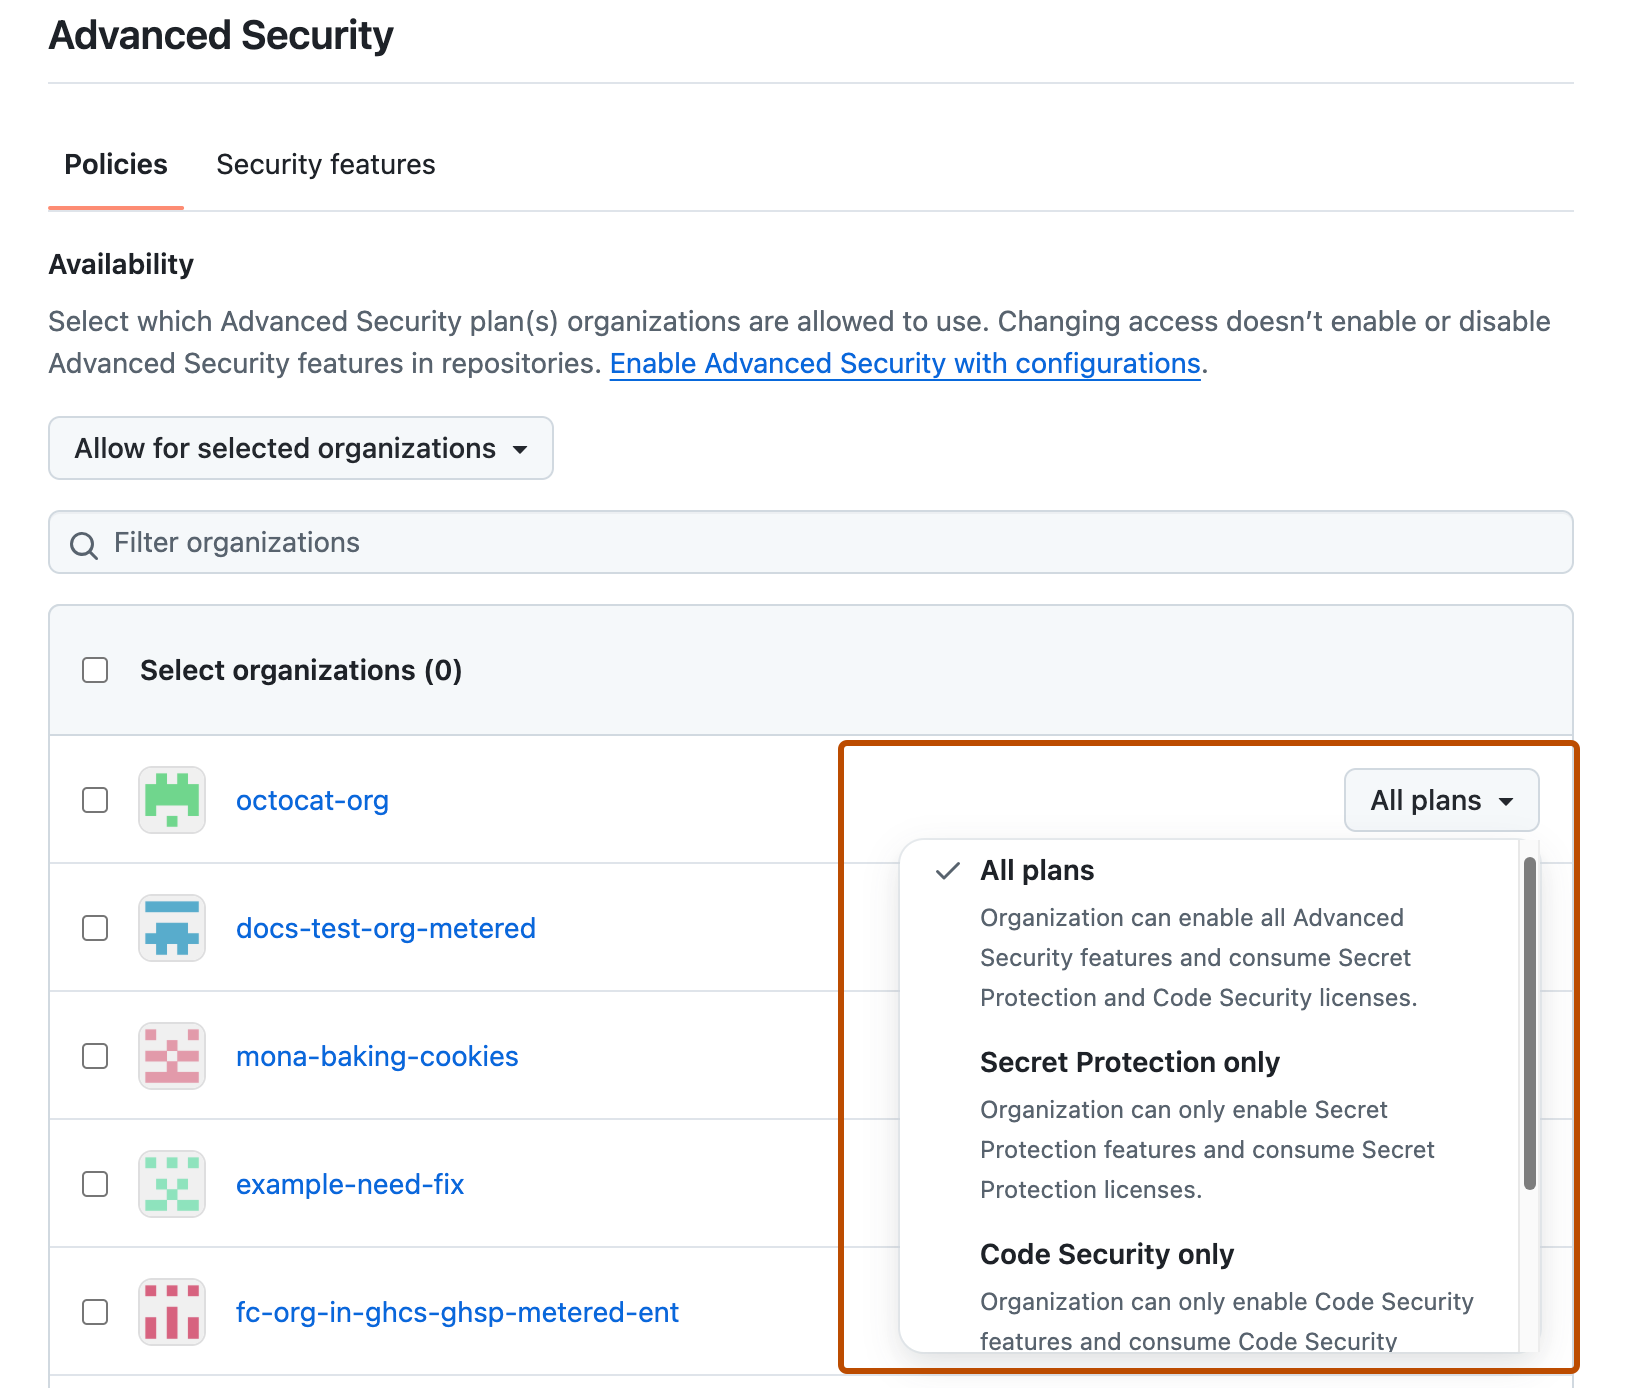 Advanced Security
Policies
Security features
Availability
Select which Advanced Security plan(s) organizations are allowed to use. Changing access doesn’t enable or disable
Advanced Security features in repositories. Enable Advanced Security with configurations.
Allow for selected organizations
Filter organizations
Select organizations (0)
octocat-org
All plans
docs-test-org-metered
mona-baking-cookies
example-need-fix
fc-org-in-ghcs-ghsp-metered-ent
All plans
Organization can enable all Advanced
Security features and consume Secret
Protection and Code Security licenses.
Secret Protection only
Organization can only enable Secret
Protection features and consume Secret
Protection licenses.
Code Security only
Organization can only enable Code Security
features and consume Code Security